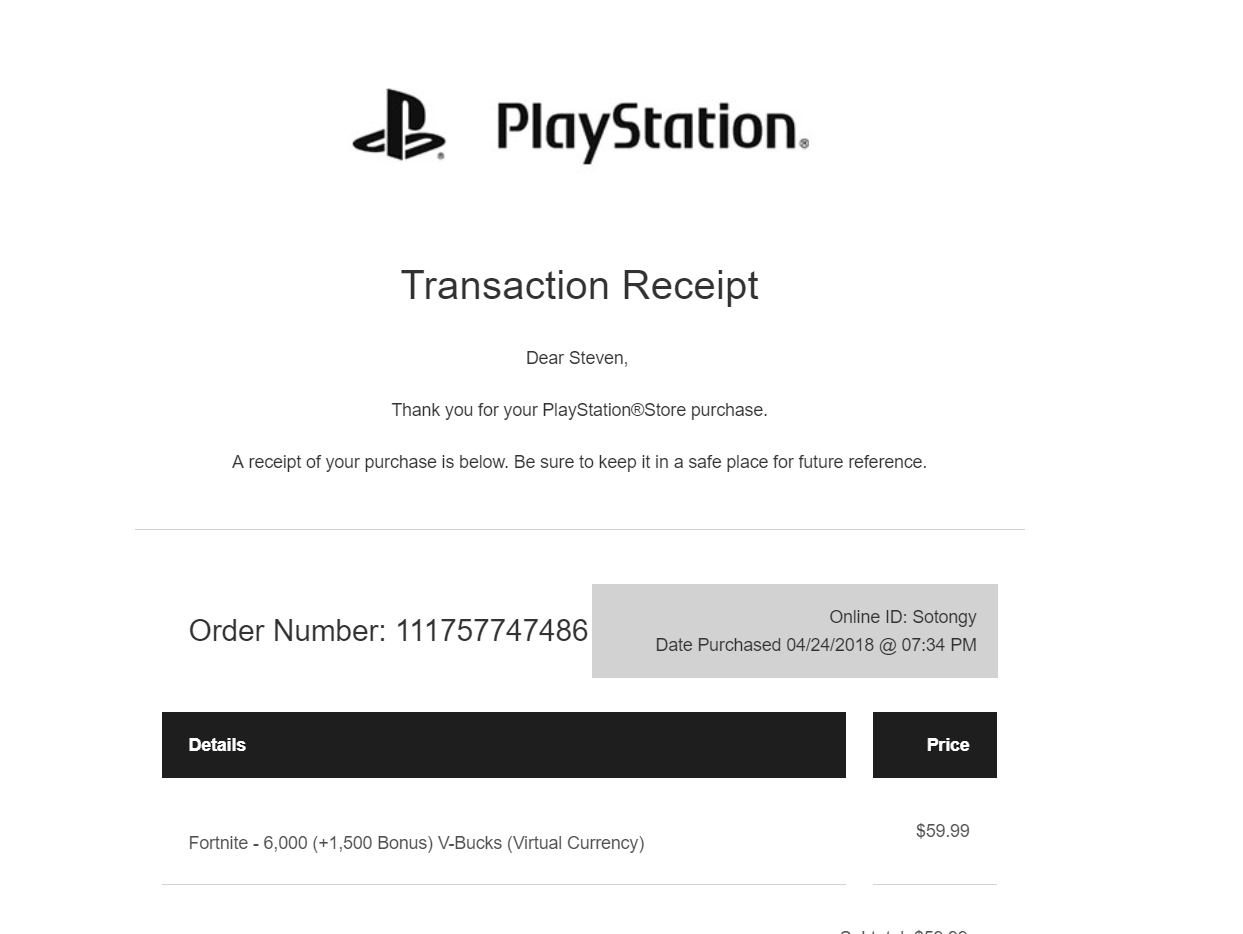 PlayStation®
Transaction Receipt
Dear Steven,
Thank you for your PlayStation®Store purchase.
A receipt of your purchase is below. Be sure to keep it in a safe place for future reference.
Order Number: 111757747486
Online ID: Sotongy
Date Purchased 04/24/2018 @ 07:34 PM
Details
Price
Fortnite - 6,000 (+1,500 Bonus) V-Bucks (Virtual Currency)
$59.99